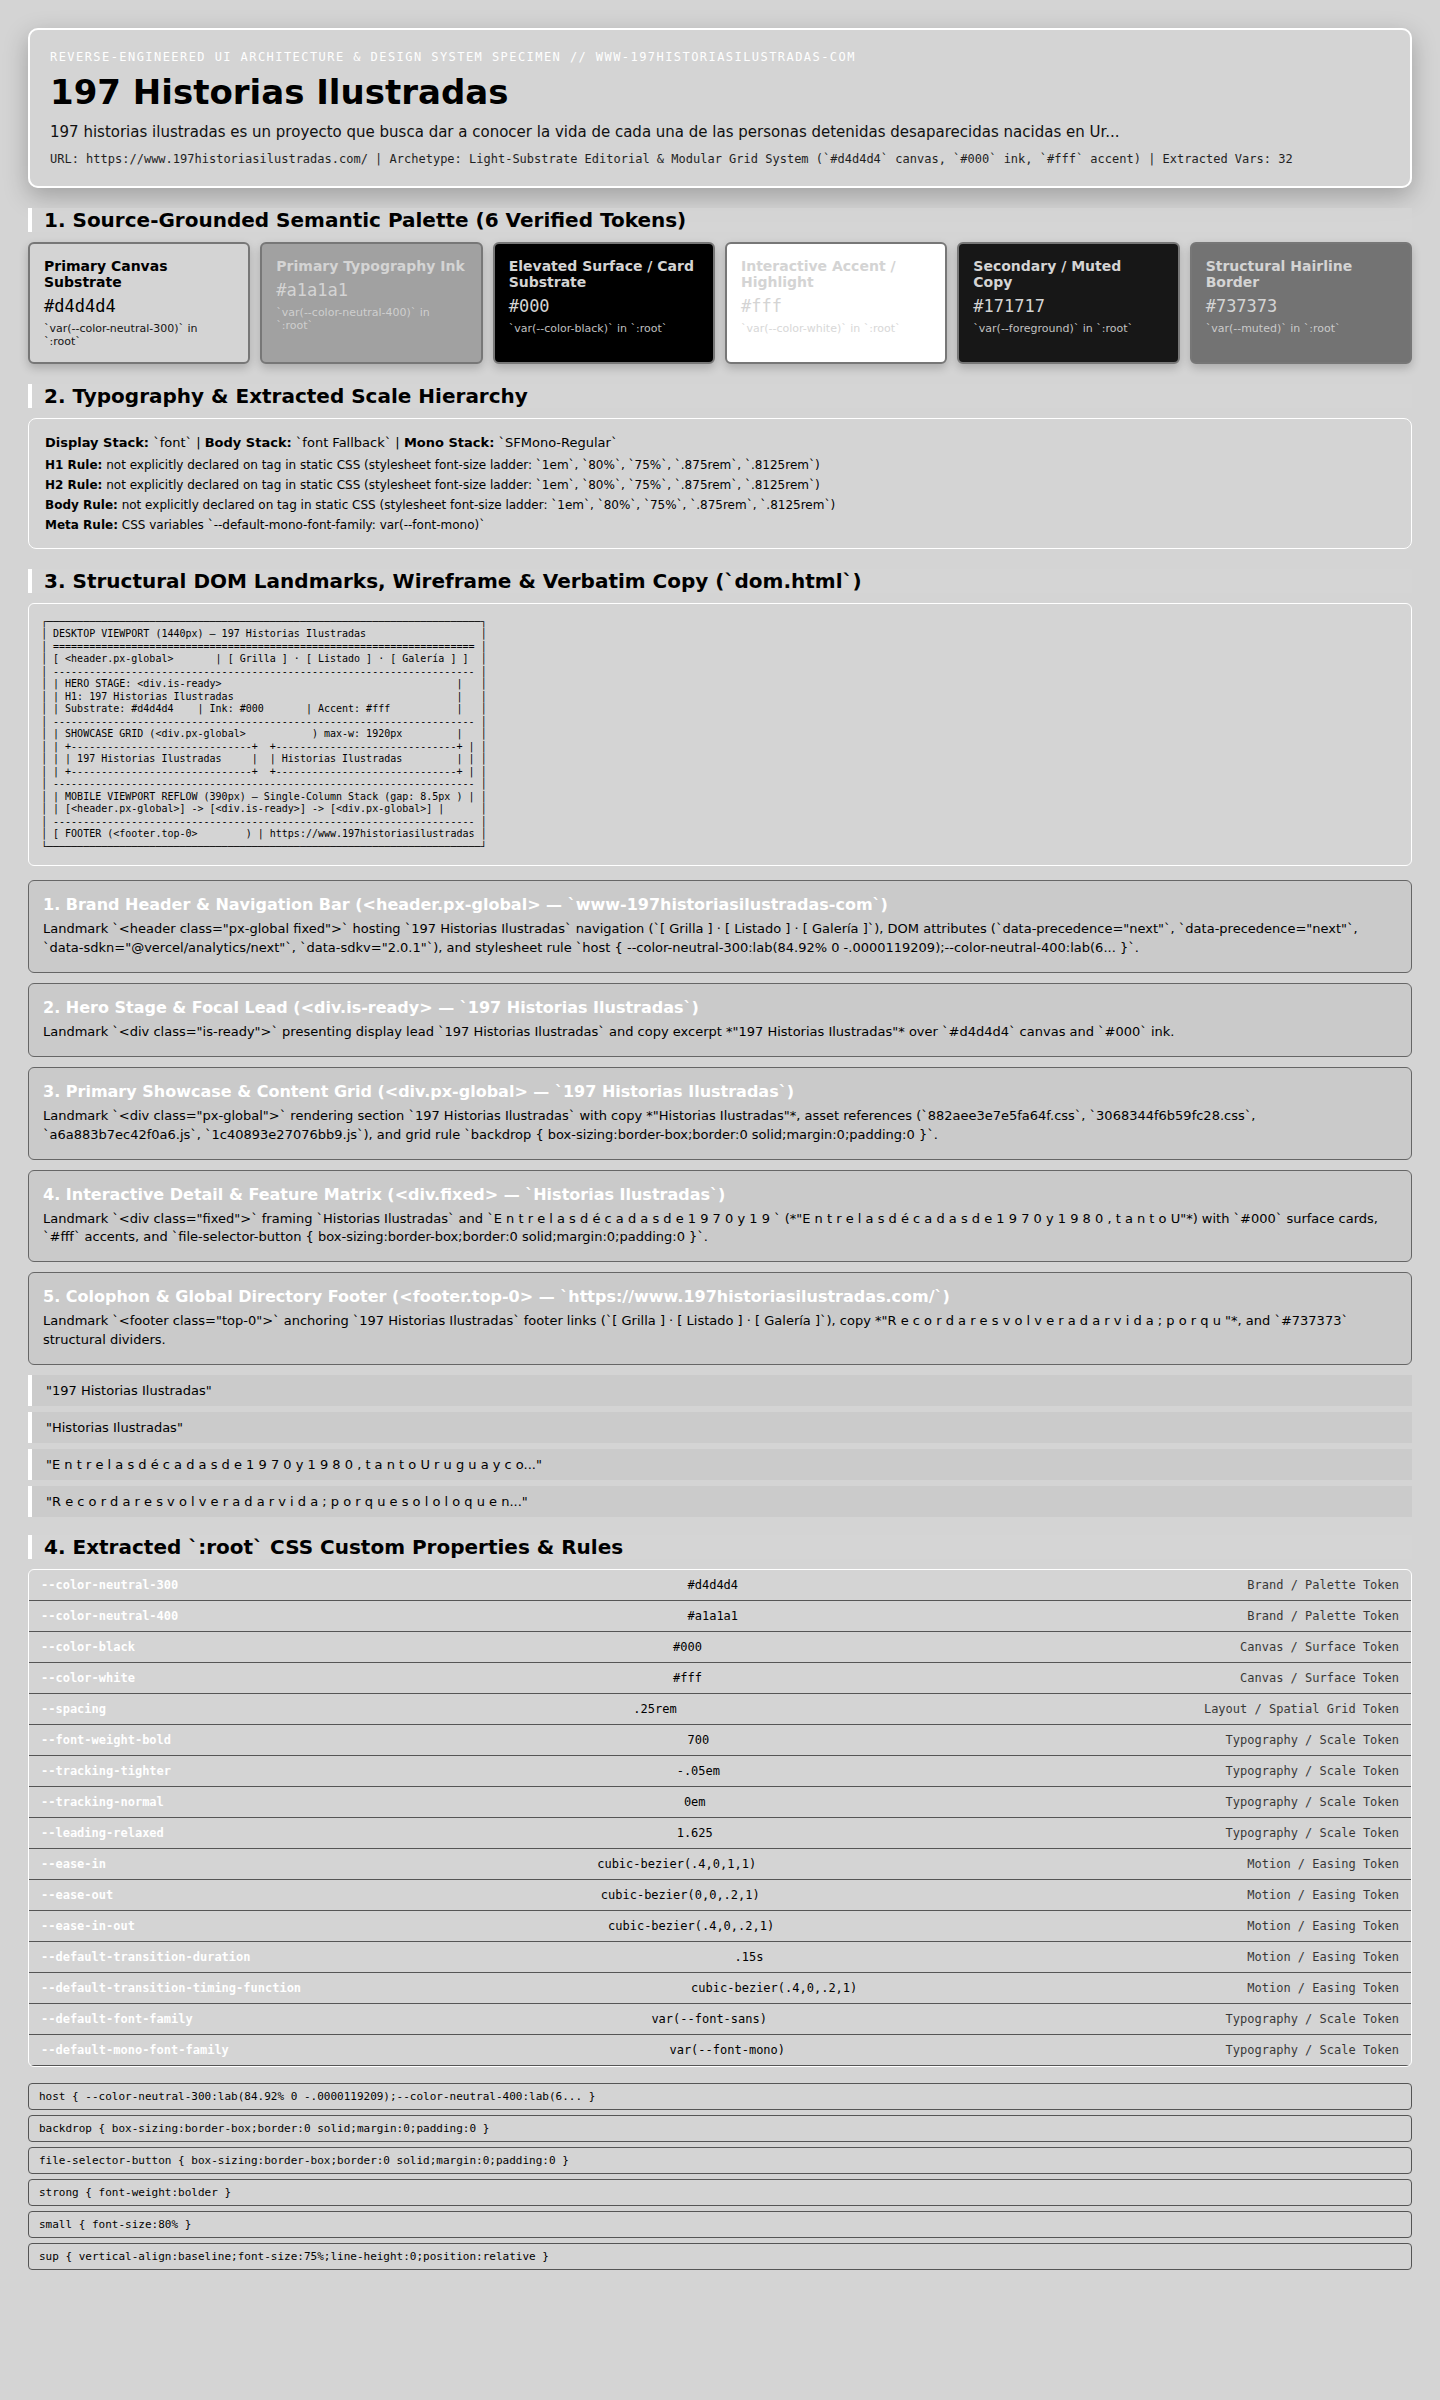 REVERSE-ENGINEERED UI ARCHITECTURE & DESIGN SYSTEM SPECIMEN // WWW-197HISTORIASILUSTRADAS-COM
197 Historias Ilustradas
197 historias ilustradas es un proyecto que busca dar a conocer la vida de cada una de las personas detenidas desaparecidas nacidas en Ur...
URL: https://www.197historiasilustradas.com/ | Archetype: Light-Substrate Editorial & Modular Grid System (`#d4d4d4` canvas, `#000` ink, `#fff` accent) | Extracted Vars: 32
1. Source-Grounded Semantic Palette (6 Verified Tokens)
Primary Canvas
Substrate
#d4d4d4
`var(--color-neutral-300)` in
`:root`
Primary Typography Ink
#a1a1a1
`var(--color-neutral-400)` in
`:root`
Elevated Surface / Card
Substrate
#000
`var(--color-black)` in `:root`
Interactive Accent /
Highlight
#fff
`var(--color-white)` in `:root`
Secondary / Muted
Copy
#171717
`var(--foreground)` in `:root`
Structural Hairline
Border
#737373
`var(--muted)` in `:root`
2. Typography & Extracted Scale Hierarchy
Display Stack: `font` | Body Stack: `font Fallback` | Mono Stack: `SFMono-Regular`
H1 Rule: not explicitly declared on tag in static CSS (stylesheet font-size ladder: `1em`, `80%`, `75%`, `.875rem`, `.8125rem`)
H2 Rule: not explicitly declared on tag in static CSS (stylesheet font-size ladder: `1em`, `80%`, `75%`, `.875rem`, `.8125rem`)
Body Rule: not explicitly declared on tag in static CSS (stylesheet font-size ladder: `1em`, `80%`, `75%`, `.875rem`, `.8125rem`)
Meta Rule: CSS variables `--default-mono-font-family: var(--font-mono)`
3. Structural DOM Landmarks, Wireframe & Verbatim Copy (`dom.html`)
DESKTOP VIEWPORT (1440px) — 197 Historias Ilustradas
======================================================================
[ <header.px-global>       | [ Grilla ] · [ Listado ] · [ Galería ] ]
----------------------------------------------------------------------
| HERO STAGE: <div.is-ready>                                       |
| H1: 197 Historias Ilustradas                                     |
| Substrate: #d4d4d4    | Ink: #000       | Accent: #fff           |
----------------------------------------------------------------------
| SHOWCASE GRID (<div.px-global>           ) max-w: 1920px         |
| +------------------------------+  +------------------------------+ |
| | 197 Historias Ilustradas     |  | Historias Ilustradas         | |
| +------------------------------+  +------------------------------+ |
----------------------------------------------------------------------
| MOBILE VIEWPORT REFLOW (390px) — Single-Column Stack (gap: 8.5px ) |
| [<header.px-global>] -> [<div.is-ready>] -> [<div.px-global>] |
----------------------------------------------------------------------
[ FOOTER (<footer.top-0>        ) | https://www.197historiasilustradas
1. Brand Header & Navigation Bar (<header.px-global> — `www-197historiasilustradas-com`)
Landmark `<header class="px-global fixed">` hosting `197 Historias Ilustradas` navigation (`[ Grilla ] · [ Listado ] · [ Galería ]`), DOM attributes (`data-precedence="next"`, `data-precedence="next"`,
`data-sdkn="@vercel/analytics/next"`, `data-sdkv="2.0.1"`), and stylesheet rule `host { --color-neutral-300:lab(84.92% 0 -.0000119209);--color-neutral-400:lab(6... }`.
2. Hero Stage & Focal Lead (<div.is-ready> — `197 Historias Ilustradas`)
Landmark `<div class="is-ready">` presenting display lead `197 Historias Ilustradas` and copy excerpt *"197 Historias Ilustradas"* over `#d4d4d4` canvas and `#000` ink.
3. Primary Showcase & Content Grid (<div.px-global> — `197 Historias Ilustradas`)
Landmark `<div class="px-global">` rendering section `197 Historias Ilustradas` with copy *"Historias Ilustradas"*, asset references (`882aee3e7e5fa64f.css`, `3068344f6b59fc28.css`,
`a6a883b7ec42f0a6.js`, `1c40893e27076bb9.js`), and grid rule `backdrop { box-sizing:border-box;border:0 solid;margin:0;padding:0 }`.
4. Interactive Detail & Feature Matrix (<div.fixed> — `Historias Ilustradas`)
Landmark `<div class="fixed">` framing `Historias Ilustradas` and `E n t r e l a s d é c a d a s d e 1 9 7 0 y 1 9 ` (*"E n t r e l a s d é c a d a s d e 1 9 7 0 y 1 9 8 0 , t a n t o U"*) with `#000` surface cards,
`#fff` accents, and `file-selector-button { box-sizing:border-box;border:0 solid;margin:0;padding:0 }`.
5. Colophon & Global Directory Footer (<footer.top-0> — `https://www.197historiasilustradas.com/`)
Landmark `<footer class="top-0">` anchoring `197 Historias Ilustradas` footer links (`[ Grilla ] · [ Listado ] · [ Galería ]`), copy *"R e c o r d a r e s v o l v e r a d a r v i d a ; p o r q u "*, and `#737373`
structural dividers.
"197 Historias Ilustradas"
"Historias Ilustradas"
"E n t r e l a s d é c a d a s d e 1 9 7 0 y 1 9 8 0 , t a n t o U r u g u a y c o..."
"R e c o r d a r e s v o l v e r a d a r v i d a ; p o r q u e s o l o l o q u e n..."
4. Extracted `:root` CSS Custom Properties & Rules
--color-neutral-300 #d4d4d4 Brand / Palette Token
--color-neutral-400 #a1a1a1 Brand / Palette Token
--color-black #000 Canvas / Surface Token
--color-white #fff Canvas / Surface Token
--spacing .25rem Layout / Spatial Grid Token
--font-weight-bold 700 Typography / Scale Token
--tracking-tighter -.05em Typography / Scale Token
--tracking-normal 0em Typography / Scale Token
--leading-relaxed 1.625 Typography / Scale Token
--ease-in cubic-bezier(.4,0,1,1) Motion / Easing Token
--ease-out cubic-bezier(0,0,.2,1) Motion / Easing Token
--ease-in-out cubic-bezier(.4,0,.2,1) Motion / Easing Token
--default-transition-duration .15s Motion / Easing Token
--default-transition-timing-function cubic-bezier(.4,0,.2,1) Motion / Easing Token
--default-font-family var(--font-sans) Typography / Scale Token
--default-mono-font-family var(--font-mono) Typography / Scale Token
host { --color-neutral-300:lab(84.92% 0 -.0000119209);--color-neutral-400:lab(6... }
backdrop { box-sizing:border-box;border:0 solid;margin:0;padding:0 }
file-selector-button { box-sizing:border-box;border:0 solid;margin:0;padding:0 }
strong { font-weight:bolder }
small { font-size:80% }
sup { vertical-align:baseline;font-size:75%;line-height:0;position:relative }